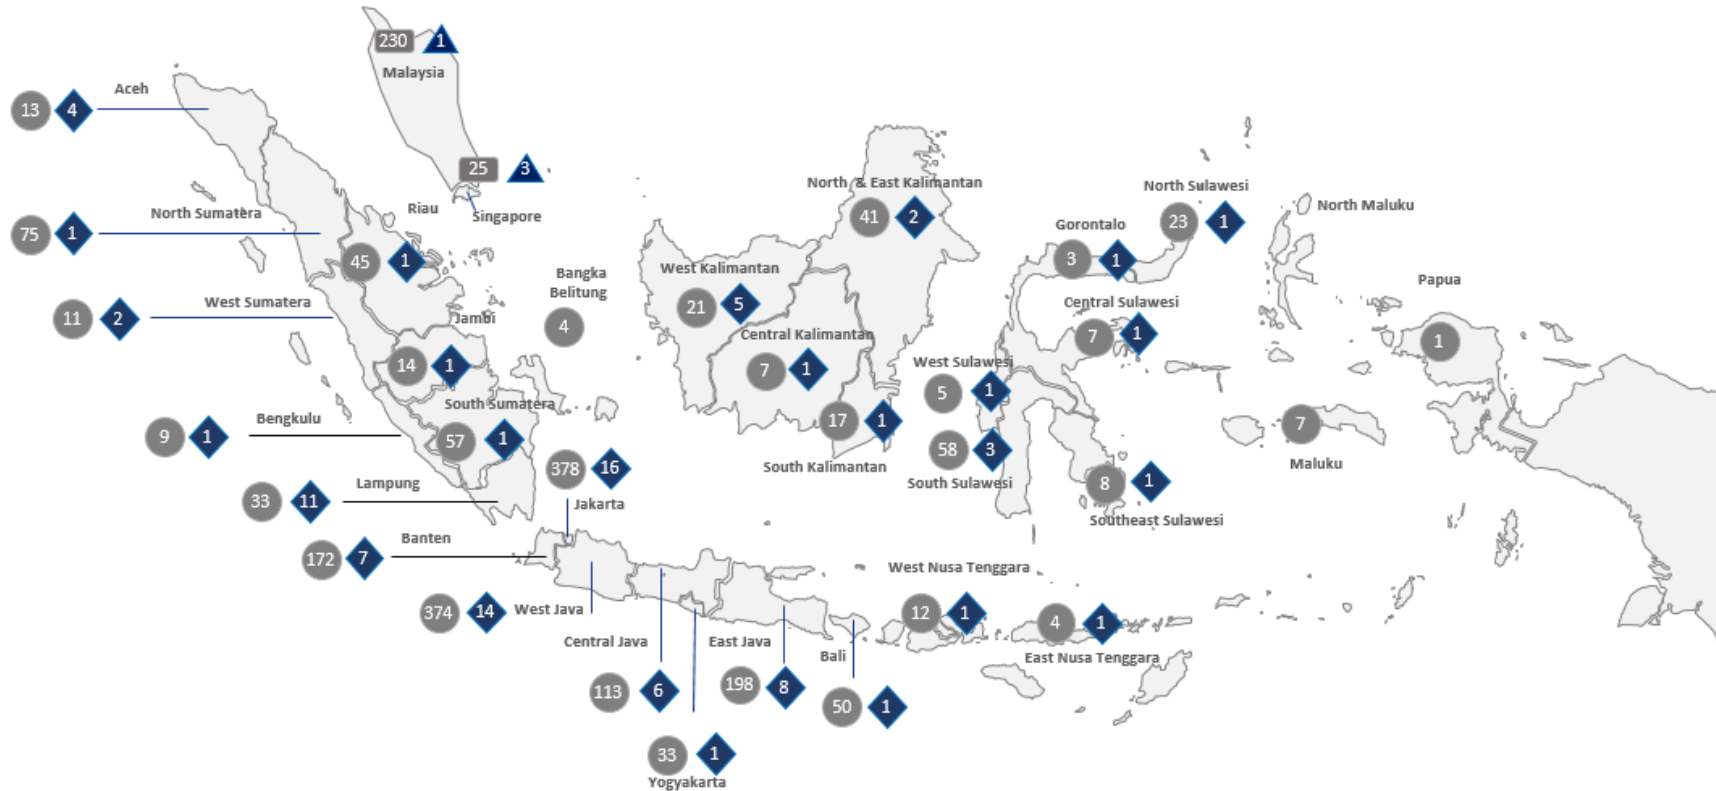 230 1
Malaysia
Aceh
13 4
25 3
Singapore
North Sumatera
75 1
Riau
45 1
West Sumatera
11 2
Jambi
14 1
Bangka
Belitung
4
South Sumatera
57 1
Bengkulu
9 1
Lampung
33 11
378 16
Jakarta
Banten
172 7
374 14 West Java
Central Java
113 6
33 1
Yogyakarta
East Java
198 8
Bali
50 1
North & East Kalimantan
41 2
West Kalimantan
21 5
Central Kalimantan
7 1
17 1
South Kalimantan
North Sulawesi
23 1
Gorontalo
3 1
Central Sulawesi
7 1
West Sulawesi
5 1
58 3
South Sulawesi
8 1
Southeast Sulawesi
West Nusa Tenggara
12 1
4 1
East Nusa Tenggara
North Maluku
7
Maluku
Papua
1